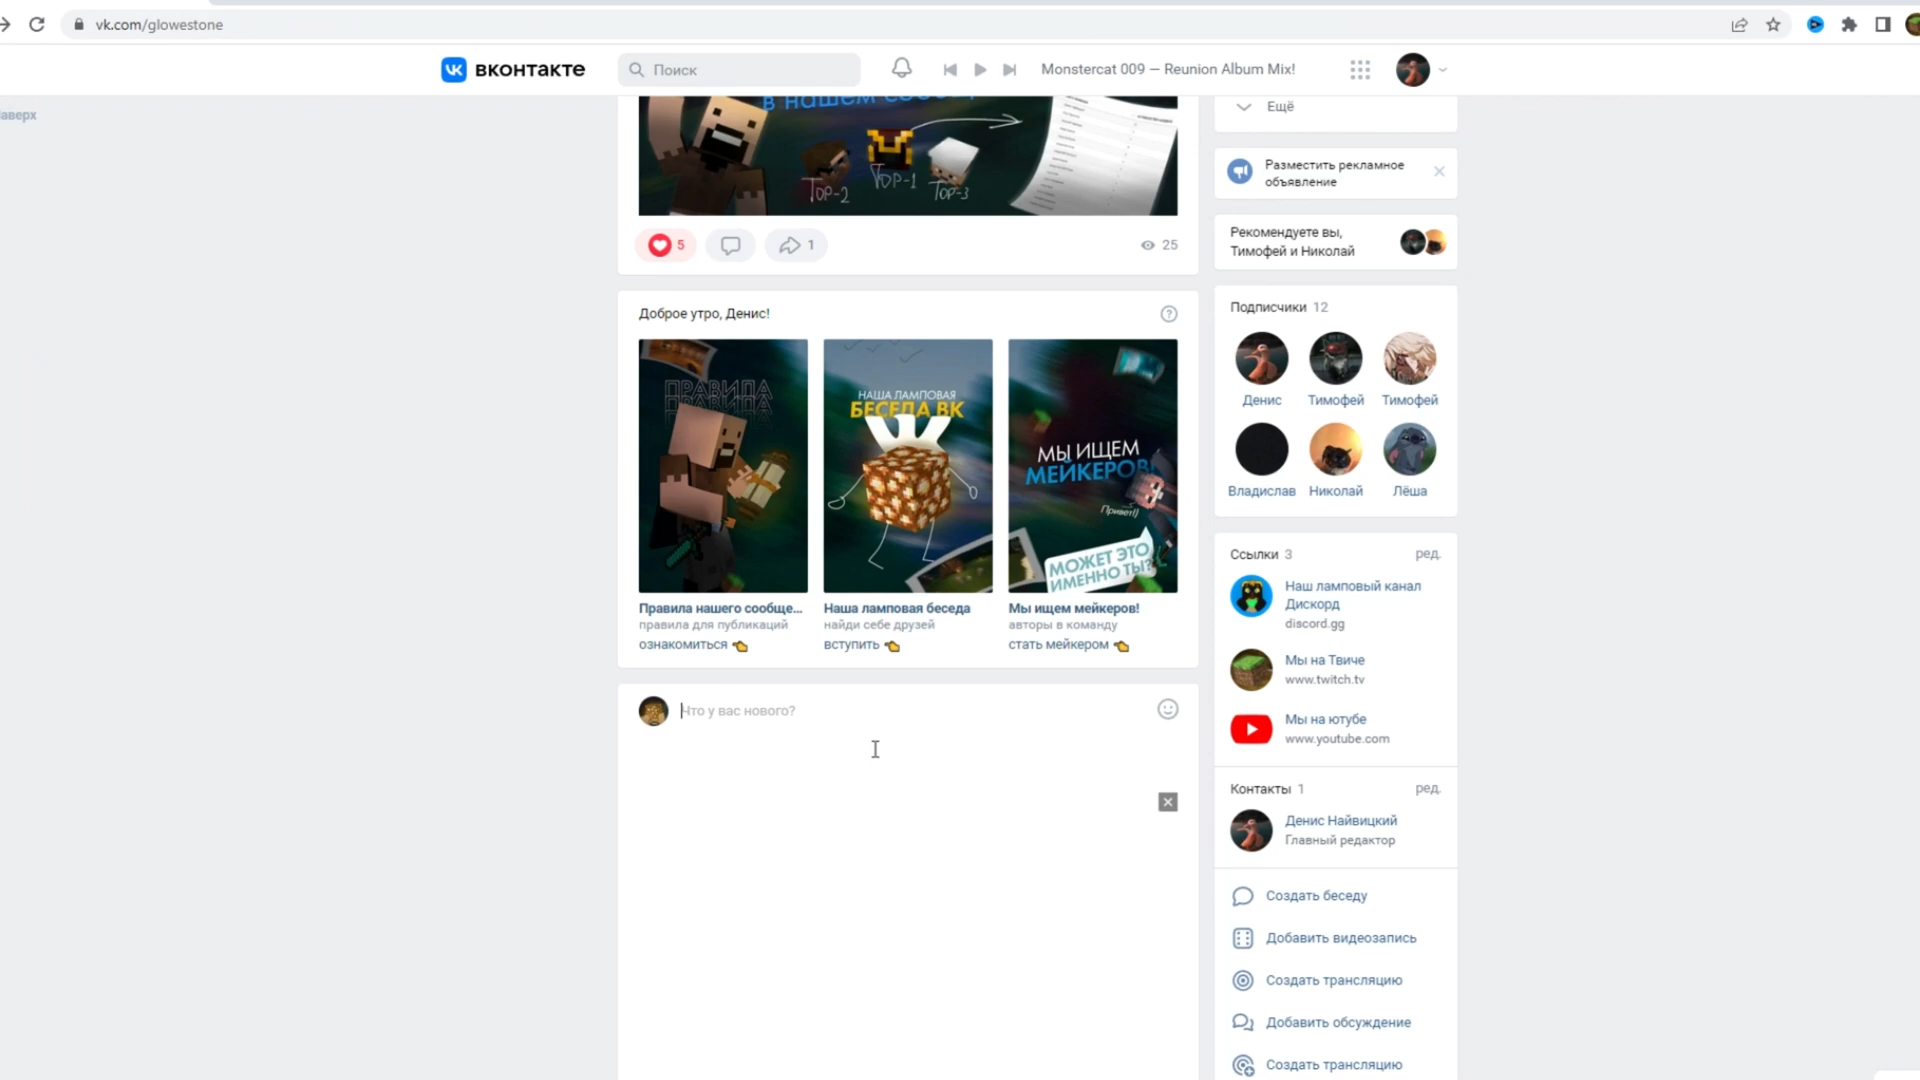 vk.com/glowestone
вконтакте
Поиск
Monstercat 009 — Reunion Album Mix!
аверх
в нашем
TOP-2
TOP-1
TOP-3
5
1
25
Доброе утро, Денис!
ПРАВИЛА
ПРАВИЛА
НАША ЛАМПОВАЯ
БЕСЕДА ВК
МЫ ИЩЕМ
МЕЙКЕРОВ!
Привет!)
МОЖЕТ ЭТО
ИМЕННО ТЫ?
Правила нашего сообще...
правила для публикаций
ознакомиться
Наша ламповая беседа
найди себе друзей
вступить
Мы ищем мейкеров!
авторы в команду
стать мейкером
Что у вас нового?
Ещё
Разместить рекламное
объявление
Рекомендуете вы,
Тимофей и Николай
Подписчики 12
Денис
Тимофей
Тимофей
Владислав
Николай
Лёша
Ссылки 3
ред.
Наш ламповый канал
Дискорд
discord.gg
Мы на Твиче
www.twitch.tv
Мы на ютубе
www.youtube.com
Контакты 1
ред.
Денис Найвицкий
Главный редактор
Создать беседу
Добавить видеозапись
Создать трансляцию
Добавить обсуждение
Создать трансляцию